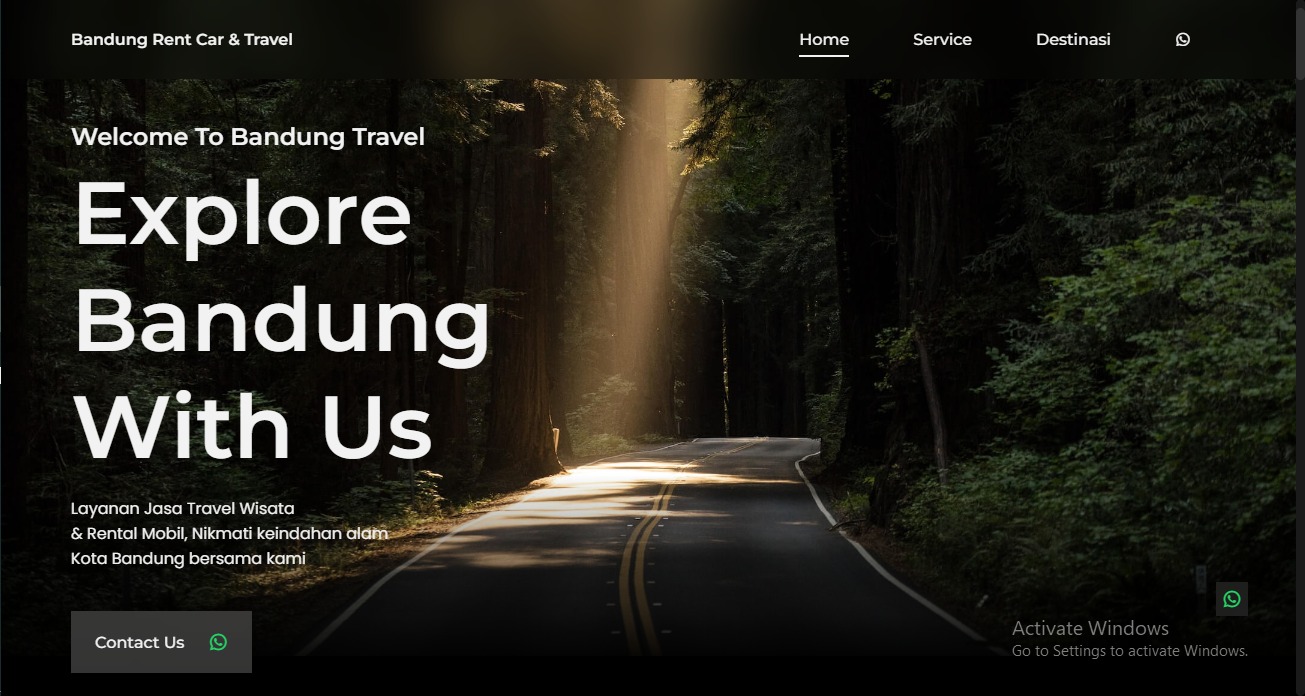 Bandung Rent Car & Travel
Home
Service
Destinasi
Welcome To Bandung Travel
Explore
Bandung
With Us
Layanan Jasa Travel Wisata
& Rental Mobil, Nikmati keindahan alam
Kota Bandung bersama kami
Contact Us
Activate Windows
Go to Settings to activate Windows.